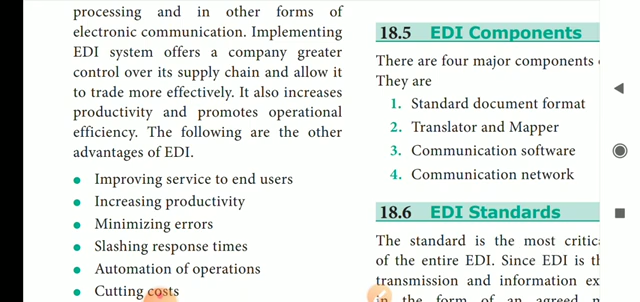 processing and in other forms of
electronic communication. Implementing
EDI system offers a company greater
control over its supply chain and allow it
to trade more effectively. It also increases
productivity and promotes operational
efficiency. The following are the other
advantages of EDI.
• Improving service to end users
• Increasing productivity
• Minimizing errors
• Slashing response times
• Automation of operations
• Cutting costs
18.5 EDI Components
There are four major components
They are
1. Standard document format
2. Translator and Mapper
3. Communication software
4. Communication network
18.6 EDI Standards
The standard is the most
of the entire EDI. Since EDI is
transmission and information
in the form of an agreed